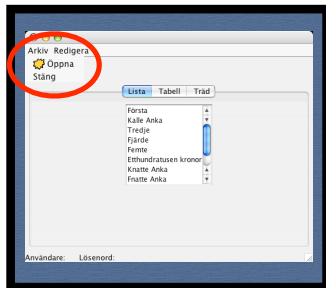 Arkiv Redigera
Öppna
Stäng
Lista Tabell Träd
Första
Kalle Anka
Tredje
Fjärde
Femte
Etthundratusen kronor
Knatte Anka
Fnatte Anka
Användare: Lösenord: